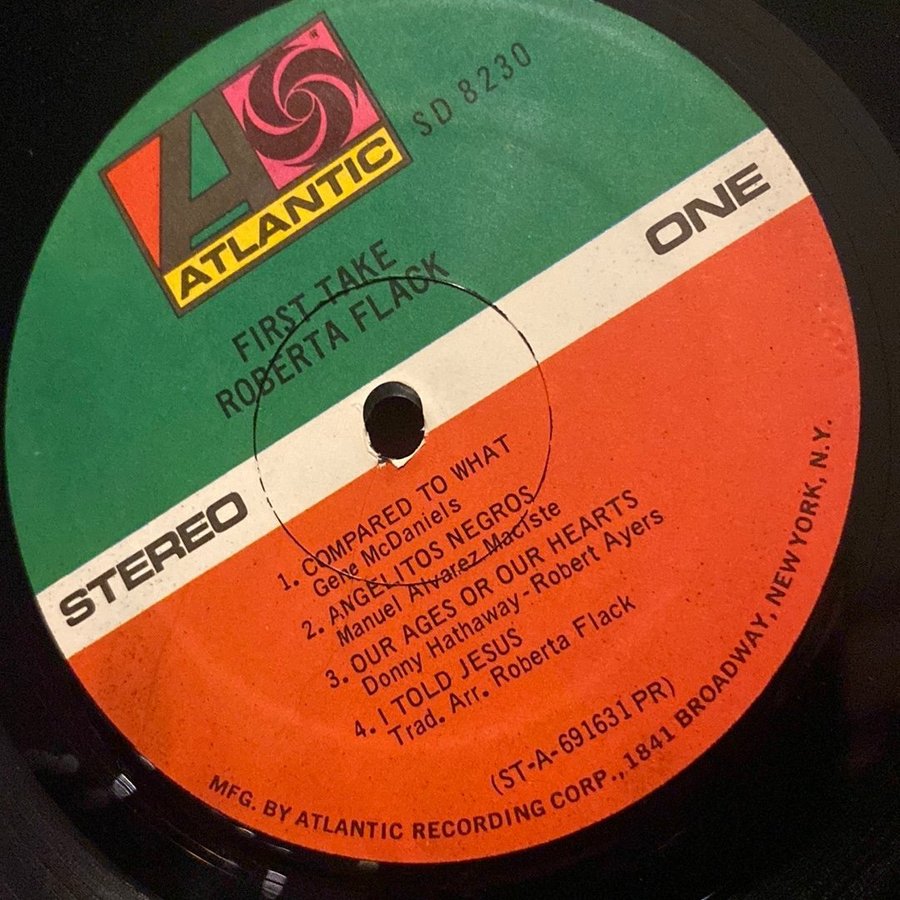 A
ATLANTIC
SD 8230
FIRST TAKE
ROBERTA FLACK
STEREO
ONE
1. COMPARED TO WHAT
Gene McDaniels
2. ANGELITOS NEGROS
Manuel Alvarez Maciste
3. OUR AGES OR OUR HEARTS
Donny Hathaway-Robert Ayers
4. I TOLD JESUS
Trad. Arr. Roberta Flack
(ST-A-691631 PR)
MFG. BY ATLANTIC RECORDING CORP., 1841 BROADWAY, NEW YORK, N.Y.